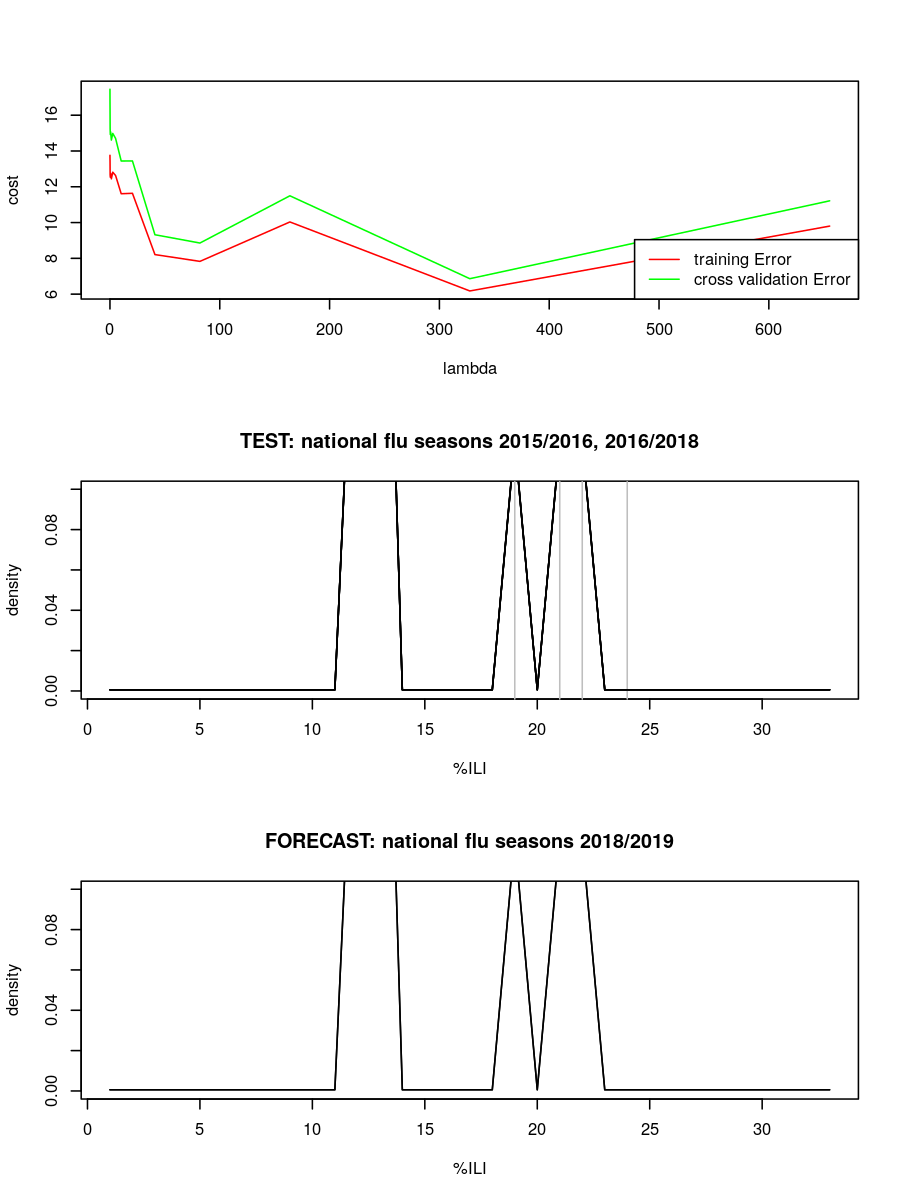 cost
16
14
12
10
8
6
training Error
cross validation Error
0 100 200 300 400 500 600
lambda
TEST: national flu seasons 2015/2016, 2016/2018
density
0.08
0.04
0.00
0 5 10 15 20 25 30
%ILI
FORECAST: national flu seasons 2018/2019
density
0.08
0.04
0.00
0 5 10 15 20 25 30
%ILI